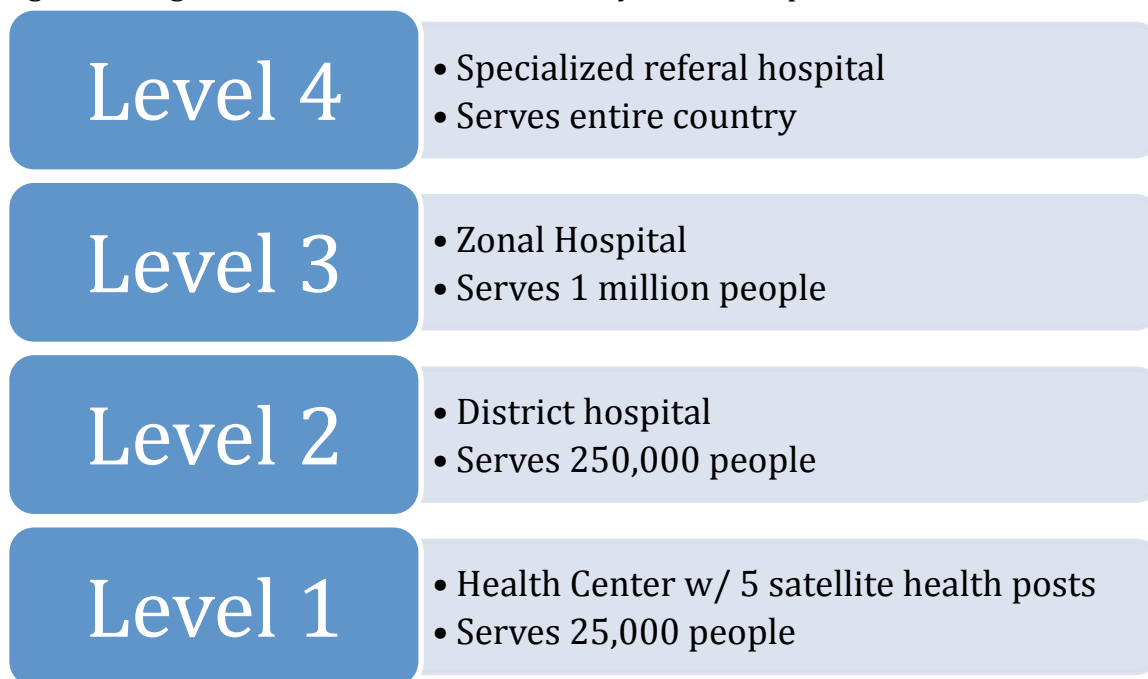 Level 4
• Specialized referal hospital
• Serves entire country
Level 3
• Zonal Hospital
• Serves 1 million people
Level 2
• District hospital
• Serves 250,000 people
Level 1
• Health Center w/ 5 satellite health posts
• Serves 25,000 people